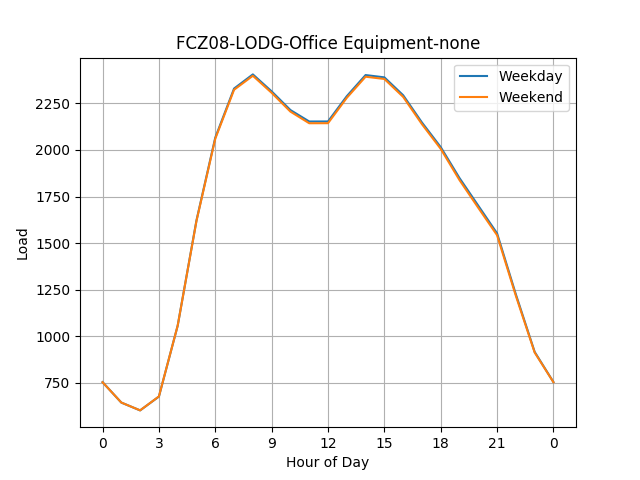 FCZ08-LODG-Office Equipment-none
Weekday
Weekend
2250
2000
1750
1500
1250
1000
750
Load
0 3 6 9 12 15 18 21 0
Hour of Day